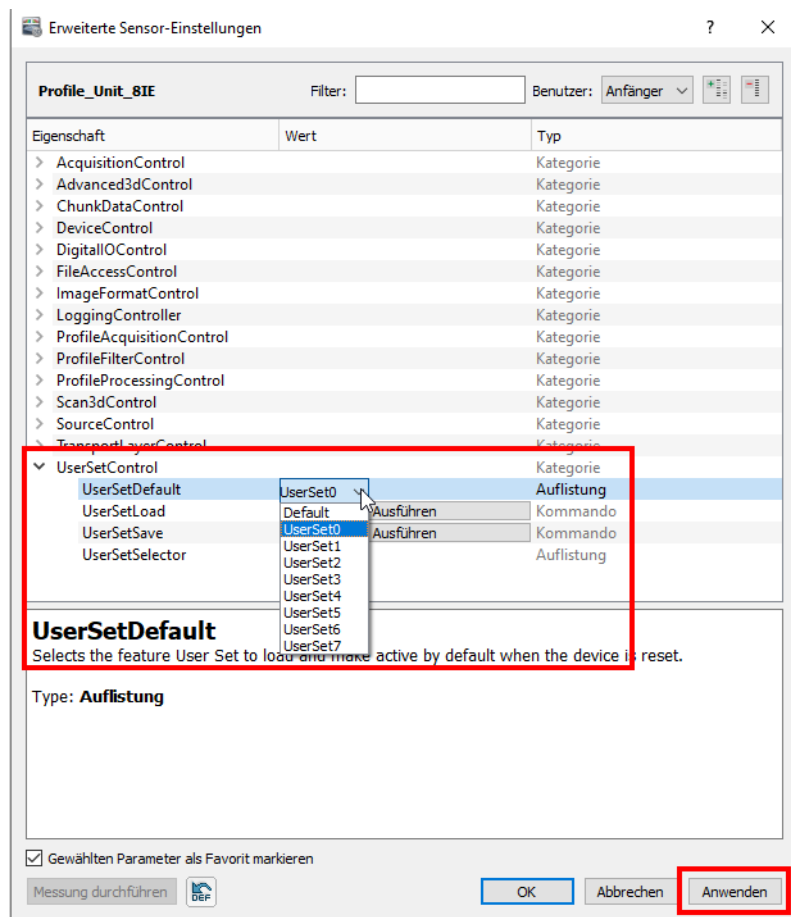 Erweiterte Sensor-Einstellungen ?
Profile_Unit_8IE Filter: Benutzer: Anfänger
Eigenschaft Wert Typ
AcquisitionControl Kategorie
Advanced3dControl Kategorie
ChunkDataControl Kategorie
DeviceControl Kategorie
DigitalIOControl Kategorie
FileAccessControl Kategorie
ImageFormatControl Kategorie
LoggingController Kategorie
ProfileAcquisitionControl Kategorie
ProfileFilterControl Kategorie
ProfileProcessingControl Kategorie
Scan3dControl Kategorie
SourceControl Kategorie
TransportLayerControl Kategorie
UserSetControl Kategorie
UserSetDefault UserSet0 Auflistung
UserSetLoad Default Ausführen Kommando
UserSetSave UserSet0 Ausführen Kommando
UserSetSelector UserSet1 Auflistung
UserSet2
UserSet3
UserSet4
UserSet5
UserSet6
UserSet7
UserSetDefault
Selects the feature User Set to load and make active by default when the device is reset.
Type: Auflistung
Gewählten Parameter als Favorit markieren
Messung durchführen DEF OK Abbrechen Anwenden